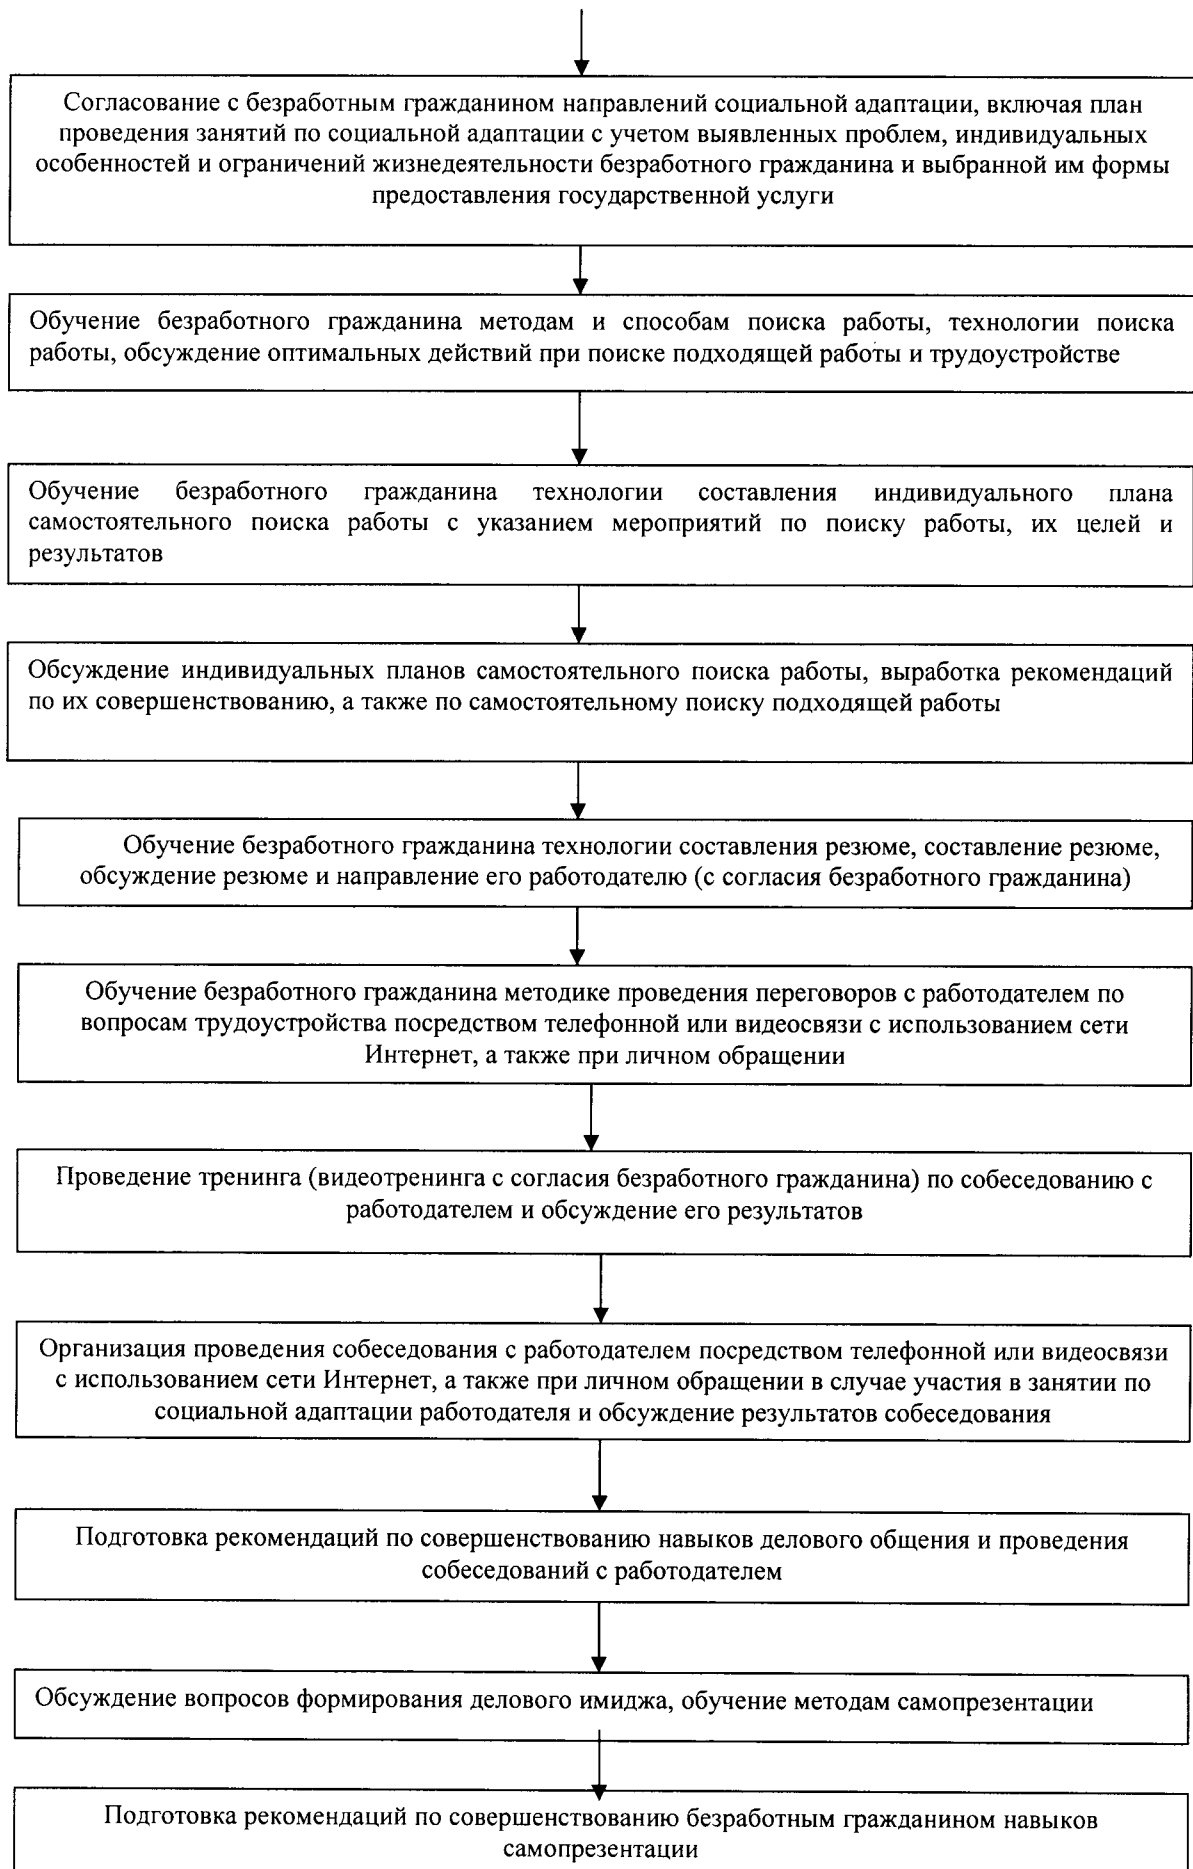 Согласование с безработным гражданином направлений социальной адаптации, включая план
проведения занятий по социальной адаптации с учетом выявленных проблем, индивидуальных
особенностей и ограничений жизнедеятельности безработного гражданина и выбранной им формы
предоставления государственной услуги
Обучение безработного гражданина методам и способам поиска работы, технологии поиска
работы, обсуждение оптимальных действий при поиске подходящей работы и трудоустройстве
Обучение безработного гражданина технологии составления индивидуального плана
самостоятельного поиска работы с указанием мероприятий по поиску работы, их целей и
результатов
Обсуждение индивидуальных планов самостоятельного поиска работы, выработка рекомендаций
по их совершенствованию, а также по самостоятельному поиску подходящей работы
Обучение безработного гражданина технологии составления резюме, составление резюме,
обсуждение резюме и направление его работодателю (с согласия безработного гражданина)
Обучение безработного гражданина методике проведения переговоров с работодателем по
вопросам трудоустройства посредством телефонной или видеосвязи с использованием сети
Интернет, а также при личном обращении
Проведение тренинга (видеотренинга с согласия безработного гражданина) по собеседованию с
работодателем и обсуждение его результатов
Организация проведения собеседования с работодателем посредством телефонной или видеосвязи
с использованием сети Интернет, а также при личном обращении в случае участия в занятии по
социальной адаптации работодателя и обсуждение результатов собеседования
Подготовка рекомендаций по совершенствованию навыков делового общения и проведения
собеседований с работодателем
Обсуждение вопросов формирования делового имиджа, обучение методам самопрезентации
Подготовка рекомендаций по совершенствованию безработным гражданином навыков
самопрезентации